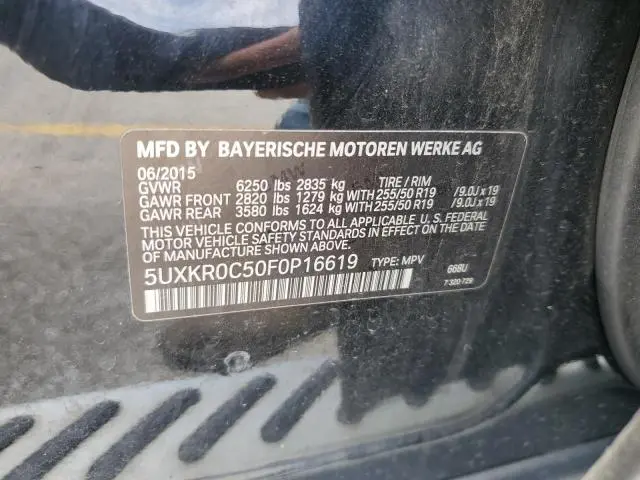 MFD BY BAYERISCHE MOTOREN WERKE AG
06/2015
GVWR 6250 lbs 2835 kg TIRE / RIM
GAWR FRONT 2820 lbs 1279 kg WITH 255/50 R19 /9.0J x 19
GAWR REAR 3580 lbs 1624 kg WITH 255/50 R19 /9.0J x 19
THIS VEHICLE CONFORMS TO ALL APPLICABLE U. S. FEDERAL
MOTOR VEHICLE SAFETY STANDARDS IN EFFECT ON THE DATE
OF MANUFACTURE SHOWN ABOVE.
5UXKR0C50F0P16619 TYPE: MPV 668U
7 320 729